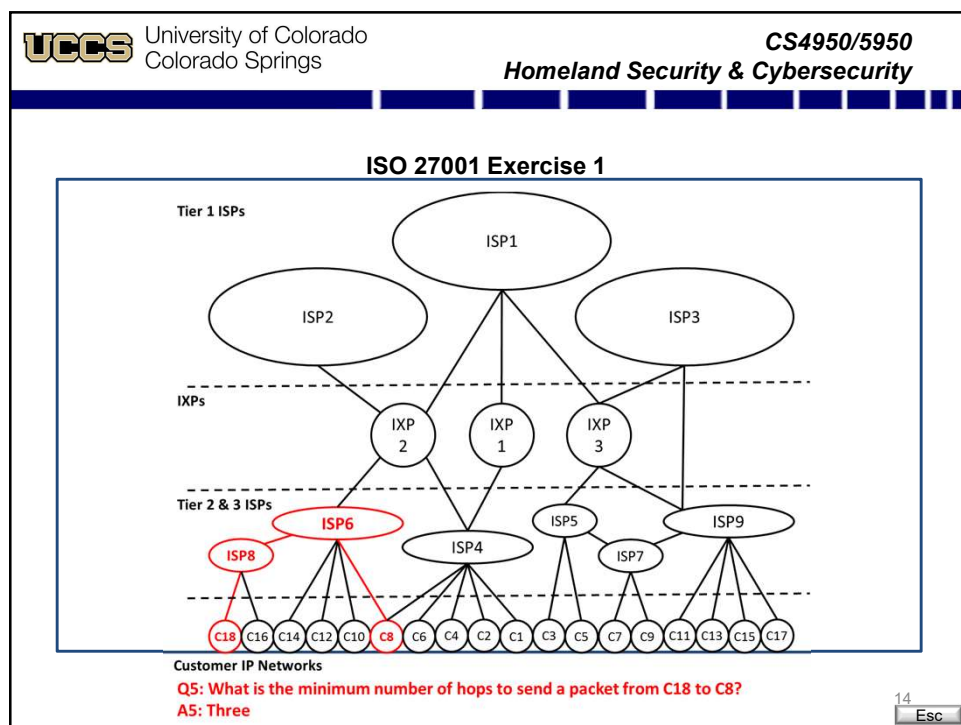 UCCS
University of Colorado
Colorado Springs
CS4950/5950
Homeland Security & Cybersecurity
ISO 27001 Exercise 1
Tier 1 ISPs
ISP1
ISP2
ISP3
IXPs
IXP
2
IXP
1
IXP
3
Tier 2 & 3 ISPs
ISP6
ISP5
ISP9
ISP8
ISP4
ISP7
C18
C16
C14
C12
C10
C8
C6
C4
C2
C1
C3
C5
C7
C9
C11
C13
C15
C17
Customer IP Networks
Q5: What is the minimum number of hops to send a packet from C18 to C8?
A5: Three
14
Esc